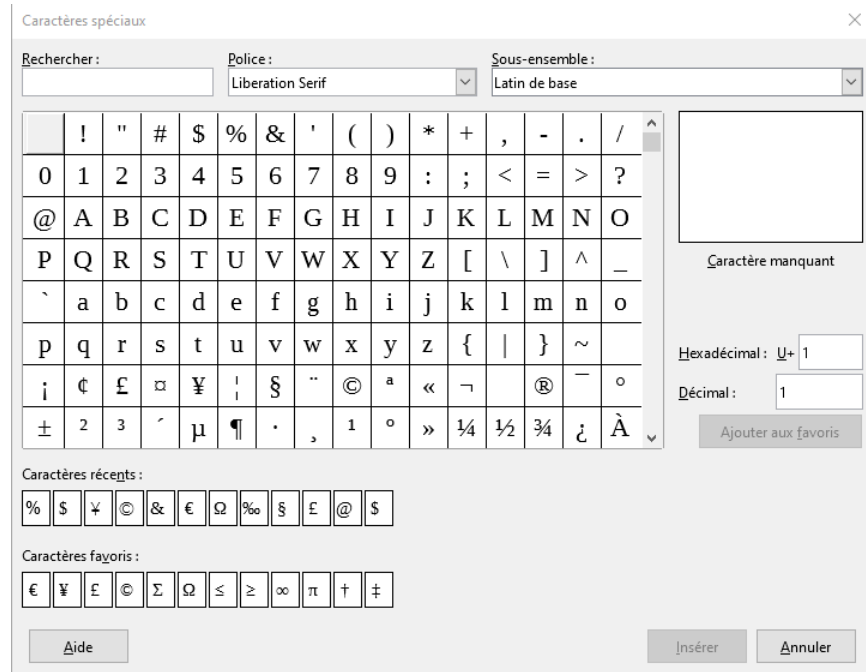 Caractères spéciaux
Rechercher :
Police :
Sous-ensemble :
Liberation Serif
Latin de base
! " # $ % & ' ( ) * + , - . /
0 1 2 3 4 5 6 7 8 9 : ; < = > ?
@ A B C D E F G H I J K L M N O
P Q R S T U V W X Y Z [ \ ] ^ _
` a b c d e f g h i j k l m n o
p q r s t u v w x y z { | } ~
¡ ¢ £ ¤ ¥ ¦ § ¨ © ª « ¬ ® ¯ °
± ² ³ ´ µ ¶ · ¸ ¹ º » ¼ ½ ¾ ¿ À
Caractère manquant
Hexadécimal : U+ 1
Décimal : 1
Ajouter aux favoris
Caractères récents :
% $ ¥ © & € Ω ‰ § £ @ $
Caractères favoris :
€ ¥ £ © Σ Ω ≤ ≥ ∞ π † ‡
Aide
Insérer
Annuler